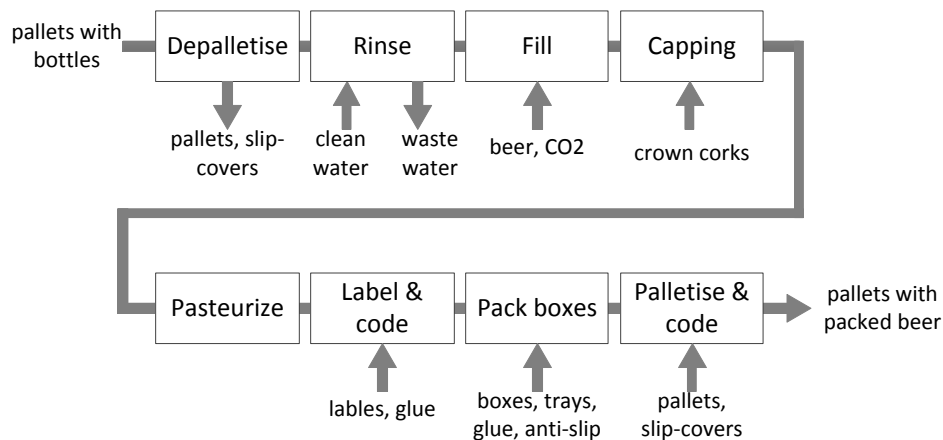 pallets with
bottles
Depalletise
Rinse
Fill
Capping
pallets, slip-
covers
clean
water
waste
water
beer, CO2
crown corks
Pasteurize
Label &
code
Pack boxes
Palletise &
code
pallets with
packed beer
lables, glue
boxes, trays,
glue, anti-slip
pallets,
slip-covers